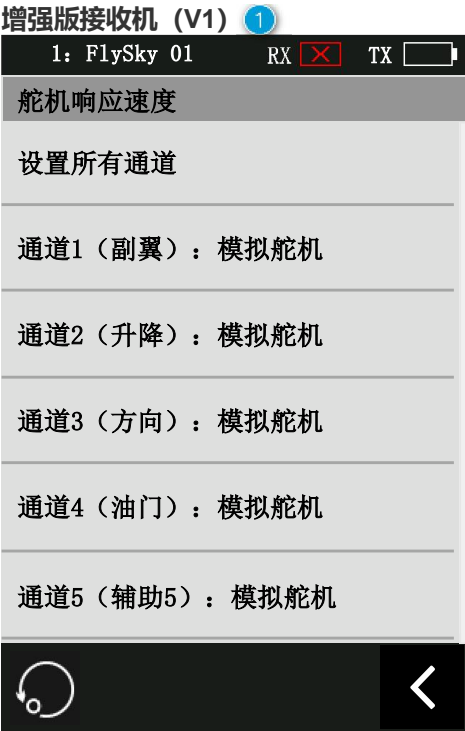 增强版接收机（V1） 1
1: FlySky 01 RX TX
舵机响应速度
设置所有通道
通道1（副翼）：模拟舵机
通道2（升降）：模拟舵机
通道3（方向）：模拟舵机
通道4（油门）：模拟舵机
通道5（辅助5）：模拟舵机